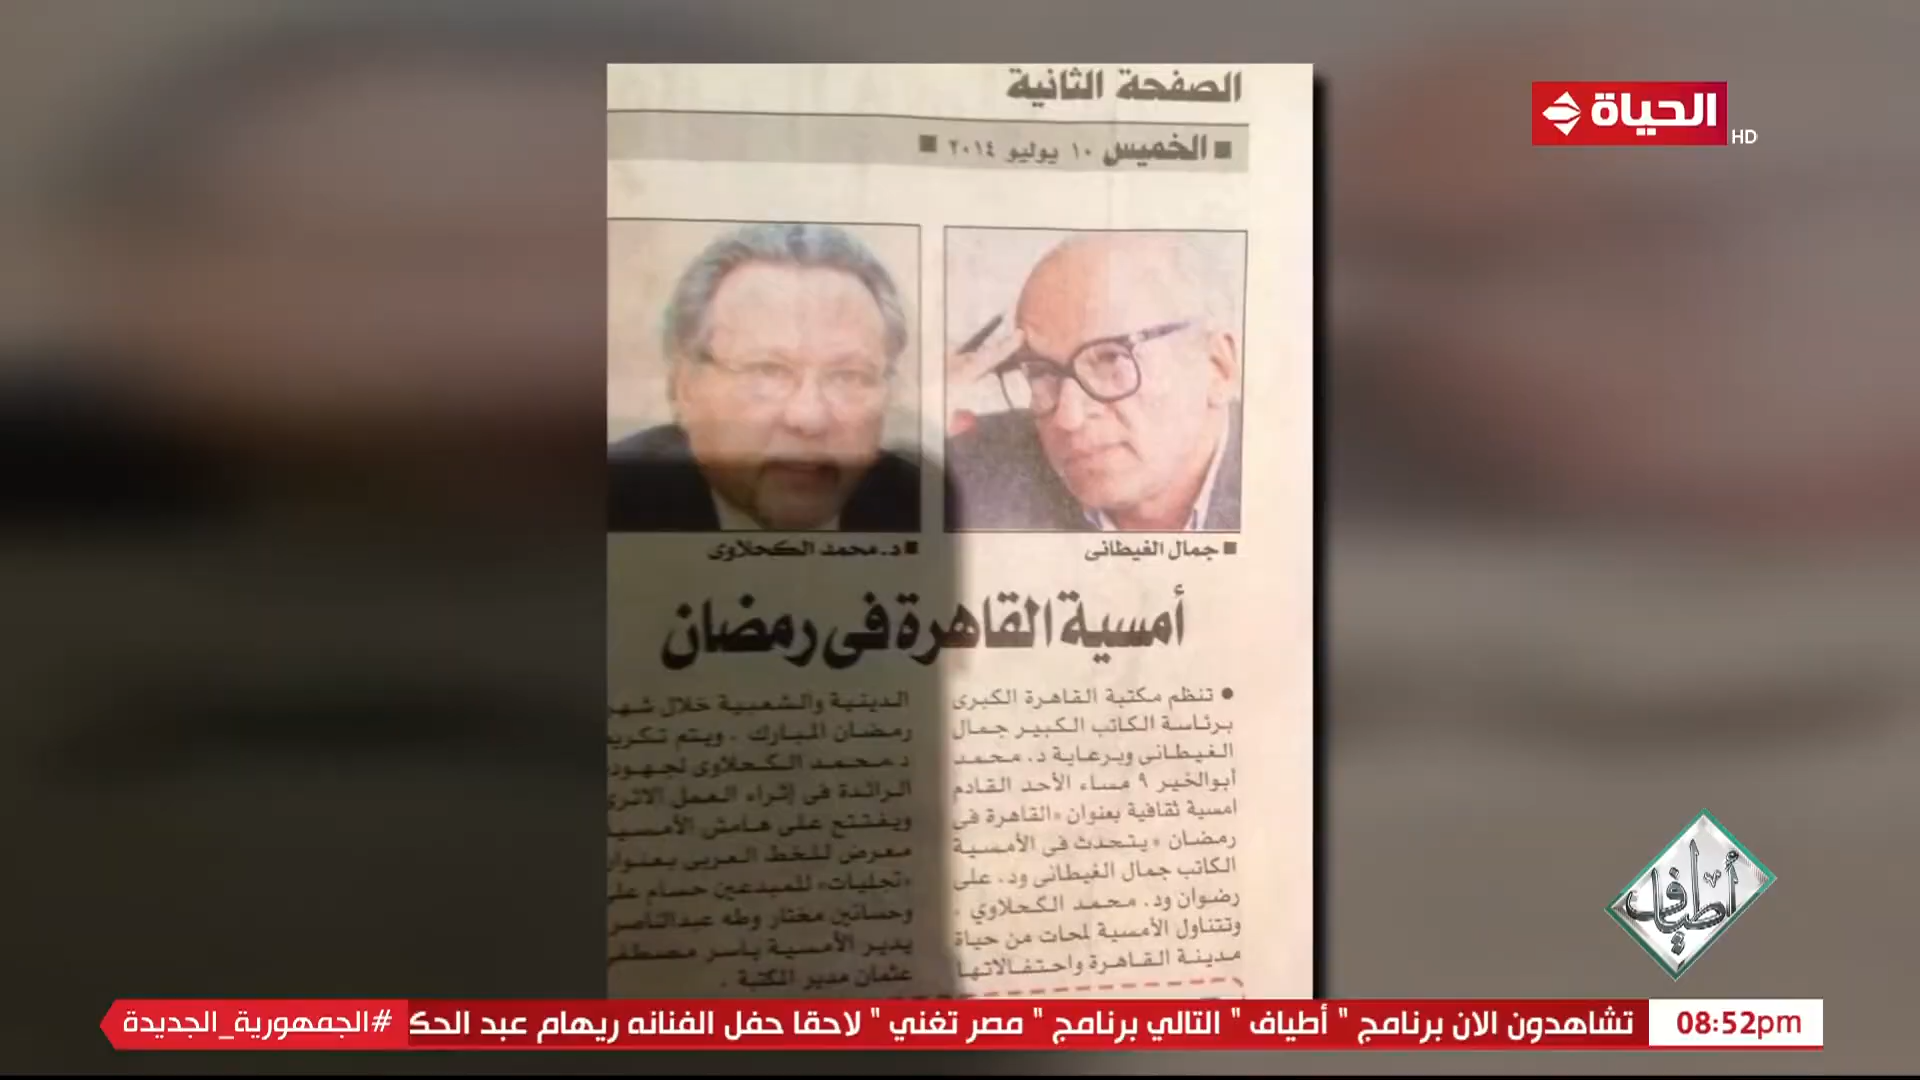 الصفحة الثانية
■ الخميس ١٠ يوليو ٢٠١٤ ■
الحياة
HD
■ جمال الغيطانى
■ د. محمد الكحلاوى
أمسية القاهرة فى رمضان
● تنظم مكتبة القاهرة الكبرى
برئاسة الكاتب الكبير جمال
الغيطانى وبرعاية د. محمد
أبوالخير ٩ مساء الأحد القادم
امسية ثقافية بعنوان «القاهرة فى
رمضان» يتحدث فى الأمسية
الكاتب جمال الغيطانى ود. على
رضوان ود. محمد الكحلاوي ،
وتتناول الأمسية لمحات من حياة
مدينة القاهرة واحتفالاتها
الدينية والشعبية خلال شهر
رمضان المبارك . ويتم تكريم
د. محمد الكحلاوى لجهوده
الرائدة فى إثراء العمل الاثرى
ويفتتح على هامش الأمسية
معرض للخط العربى بعنوان
«تجليات» للمبدعين حسام على
وحساتين مختار وطه عبدالناصر
يدير الأمسية ياسر مصطفى
عثمان مدير المكتبة .
أطياف
08:52pm
تشاهدون الان برنامج " أطياف " التالي برنامج " مصر تغني " لاحقا حفل الفنانه ريهام عبد الحك
#الجمهورية_الجديدة